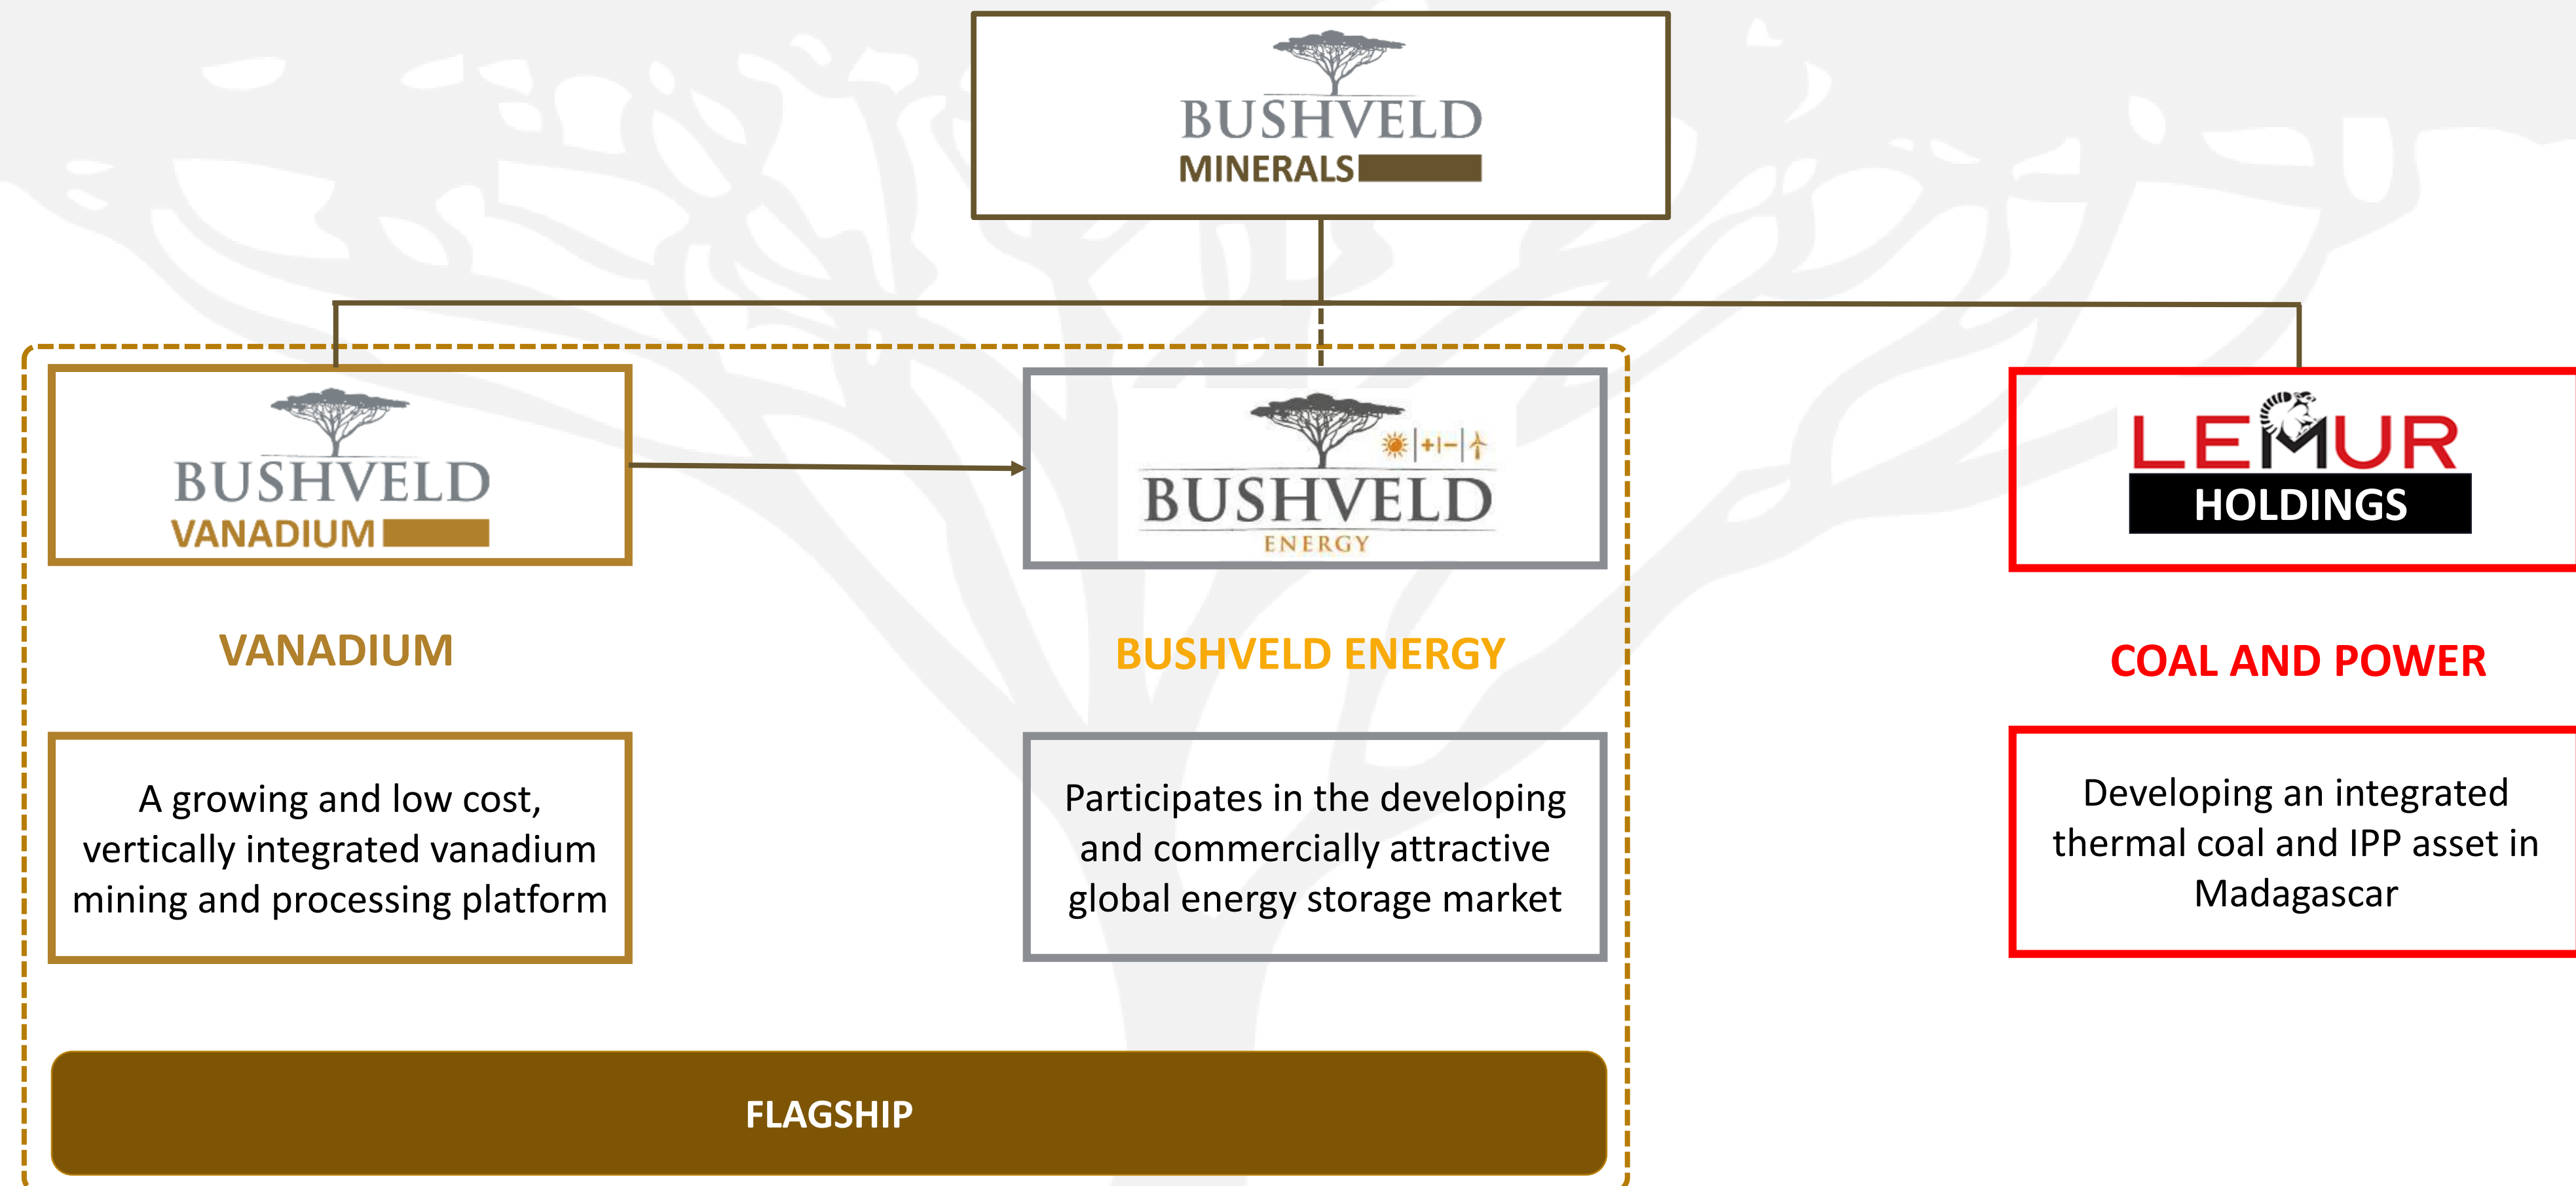 BUSHVELD
MINERALS
BUSHVELD
VANADIUM
BUSHVELD
ENERGY
LEMUR
HOLDINGS
VANADIUM
BUSHVELD ENERGY
COAL AND POWER
A growing and low cost,
vertically integrated vanadium
mining and processing platform
Participates in the developing
and commercially attractive
global energy storage market
Developing an integrated
thermal coal and IPP asset in
Madagascar
FLAGSHIP